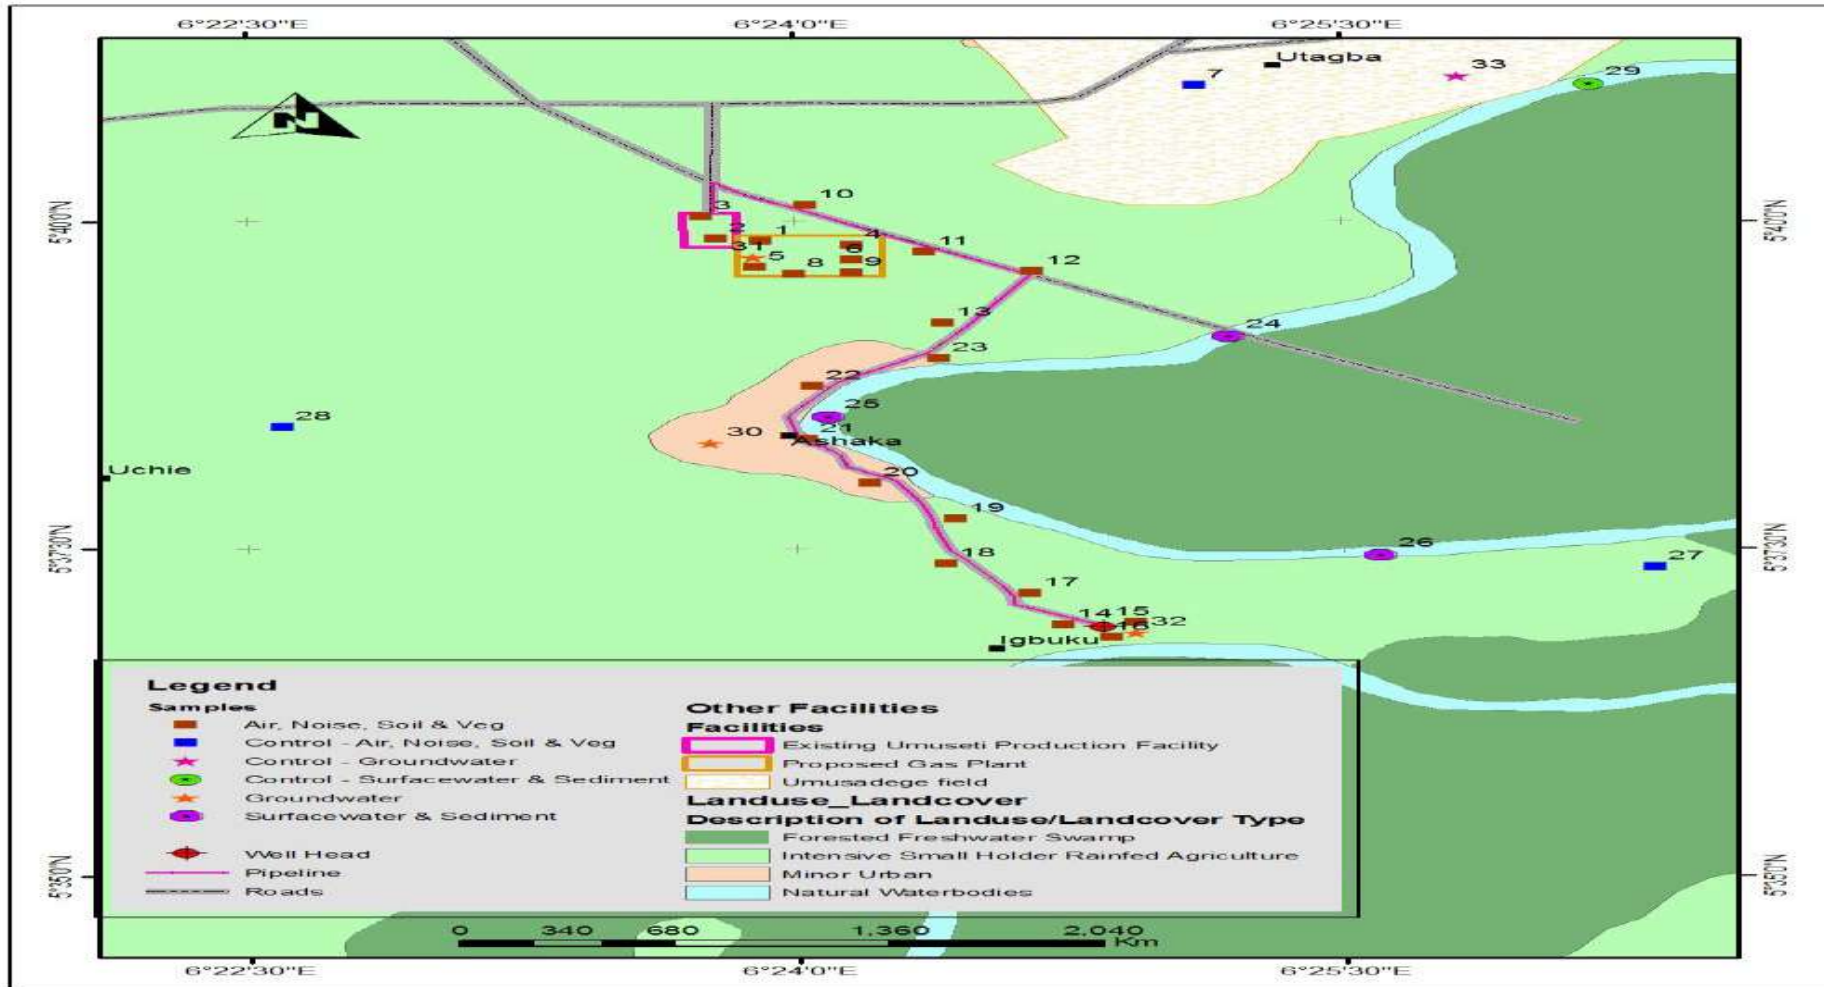 6°22'30"E 6°24'0"E 6°25'30"E
Utagba
7
33
29
N
5°40'0"N
5°40'0"N
3
10
2
1
4
11
31
5
6
8
9
12
13
24
23
22
25
28
30
21
Ashaka
Uchie
20
19
5°37'30"N
5°37'30"N
18
26
27
17
14
15
16
32
Igbuku
Legend
Samples
Air, Noise, Soil & Veg
Control - Air, Noise, Soil & Veg
Control - Groundwater
Control - Surfacewater & Sediment
Groundwater
Surfacewater & Sediment
Well Head
Pipeline
Roads
Other Facilities
Facilities
Existing Umuseti Production Facility
Proposed Gas Plant
Umusadege field
Landuse_Landcover
Description of Landuse/Landcover Type
Forested Freshwater Swamp
Intensive Small Holder Rainfed Agriculture
Minor Urban
Natural Waterbodies
5°35'0"N
5°35'0"N
0 340 680 1,360 2,040
Km
6°22'30"E 6°24'0"E 6°25'30"E